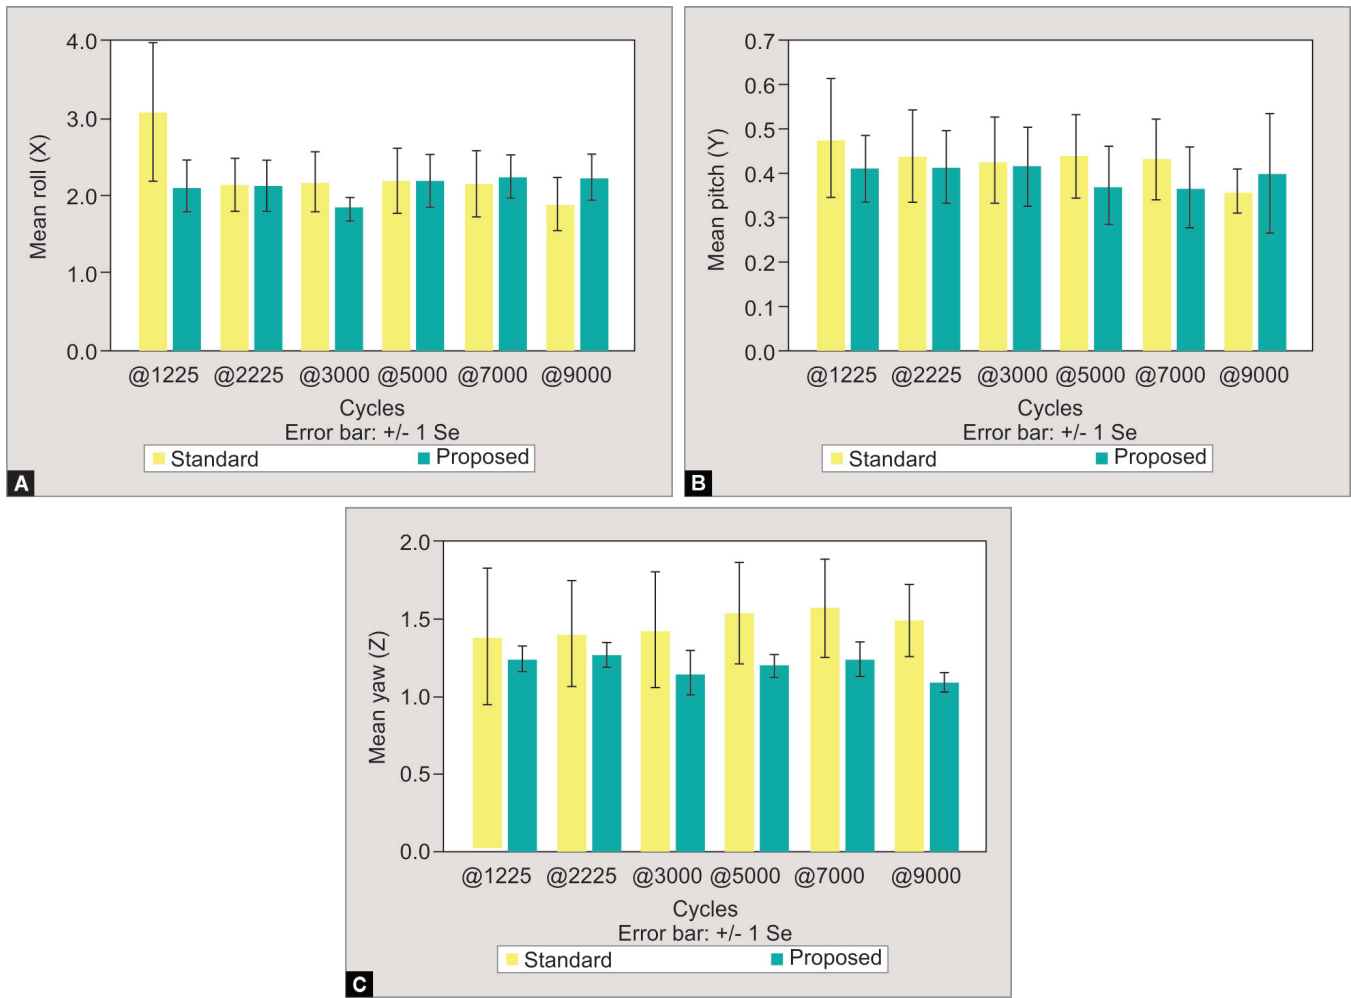 4.0
3.0
2.0
1.0
0.0
Mean roll (X)
@1225 @2225 @3000 @5000 @7000 @9000
Cycles
Error bar: +/- 1 Se
Standard Proposed
A
0.7
0.6
0.5
0.4
0.3
0.2
0.1
0.0
Mean pitch (Y)
@1225 @2225 @3000 @5000 @7000 @9000
Cycles
Error bar: +/- 1 Se
Standard Proposed
B
2.0
1.5
1.0
0.5
0.0
Mean yaw (Z)
@1225 @2225 @3000 @5000 @7000 @9000
Cycles
Error bar: +/- 1 Se
Standard Proposed
C